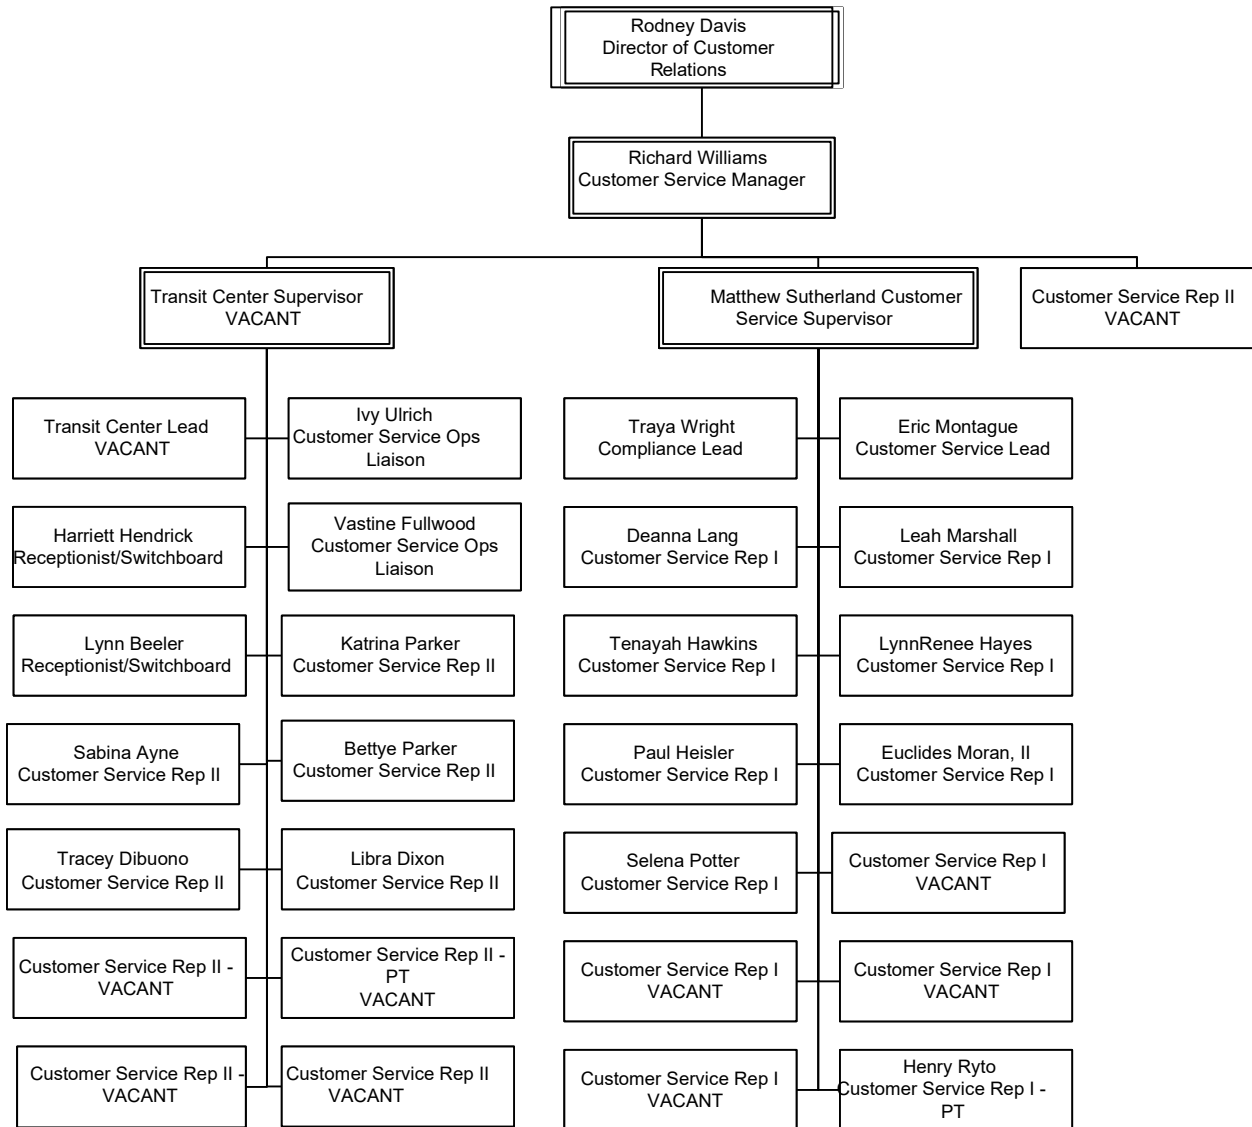 Rodney Davis
Director of Customer
Relations
Richard Williams
Customer Service Manager
Transit Center Supervisor
VACANT
Matthew Sutherland Customer
Service Supervisor
Customer Service Rep II
VACANT
Transit Center Lead
VACANT
Ivy Ulrich
Customer Service Ops
Liaison
Traya Wright
Compliance Lead
Eric Montague
Customer Service Lead
Harriett Hendrick
Receptionist/Switchboard
Vastine Fullwood
Customer Service Ops
Liaison
Deanna Lang
Customer Service Rep I
Leah Marshall
Customer Service Rep I
Lynn Beeler
Receptionist/Switchboard
Katrina Parker
Customer Service Rep II
Tenayah Hawkins
Customer Service Rep I
LynnRenee Hayes
Customer Service Rep I
Sabina Ayne
Customer Service Rep II
Bettye Parker
Customer Service Rep II
Paul Heisler
Customer Service Rep I
Euclides Moran, II
Customer Service Rep I
Tracey Dibuono
Customer Service Rep II
Libra Dixon
Customer Service Rep II
Selena Potter
Customer Service Rep I
Customer Service Rep I
VACANT
Customer Service Rep II -
VACANT
Customer Service Rep II -
PT
VACANT
Customer Service Rep I
VACANT
Customer Service Rep I
VACANT
Customer Service Rep II -
VACANT
Customer Service Rep II
VACANT
Customer Service Rep I
VACANT
Henry Ryto
Customer Service Rep I -
PT